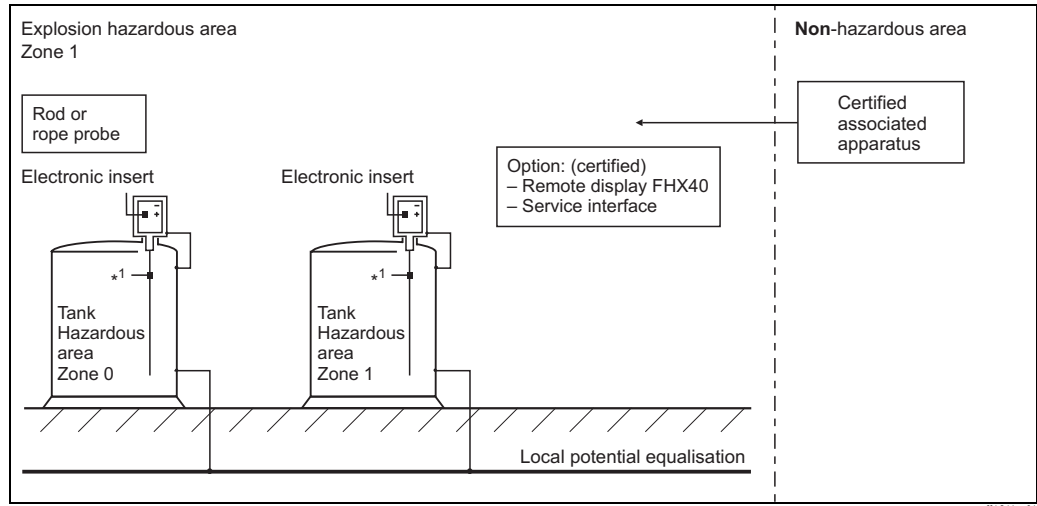 Explosion hazardous area
Zone 1
Non-hazardous area
Rod or
rope probe
Certified
associated
apparatus
Option: (certified)
– Remote display FHX40
– Service interface
Electronic insert
Electronic insert
–
+
–
+
*1
*1
Tank
Hazardous
area
Zone 0
Tank
Hazardous
area
Zone 1
Local potential equalisation